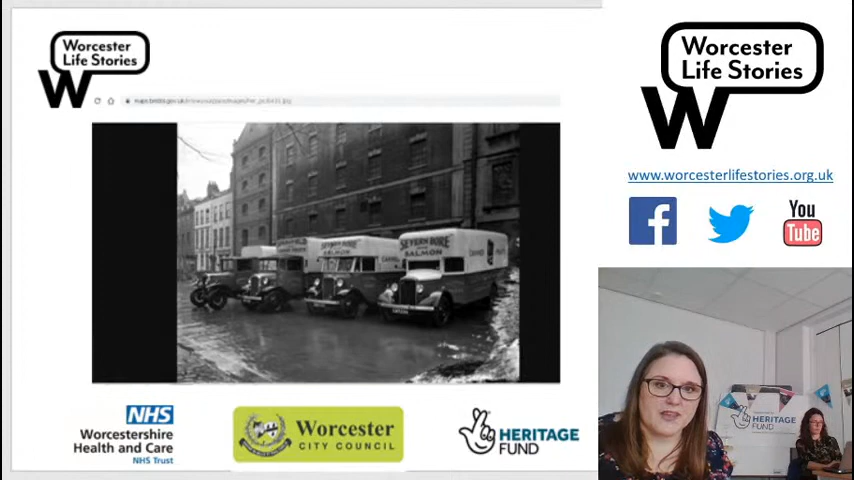 Worcester
Life Stories
W
SEVERN BORE
SALMON
SEVERN BORE
SALMON
NHS
Worcestershire
Health and Care
NHS Trust
Worcester
CITY COUNCIL
HERITAGE
FUND
Worcester
Life Stories
W
www.worcesterlifestories.org.uk
f
You
Tube
HERITAGE
FUND